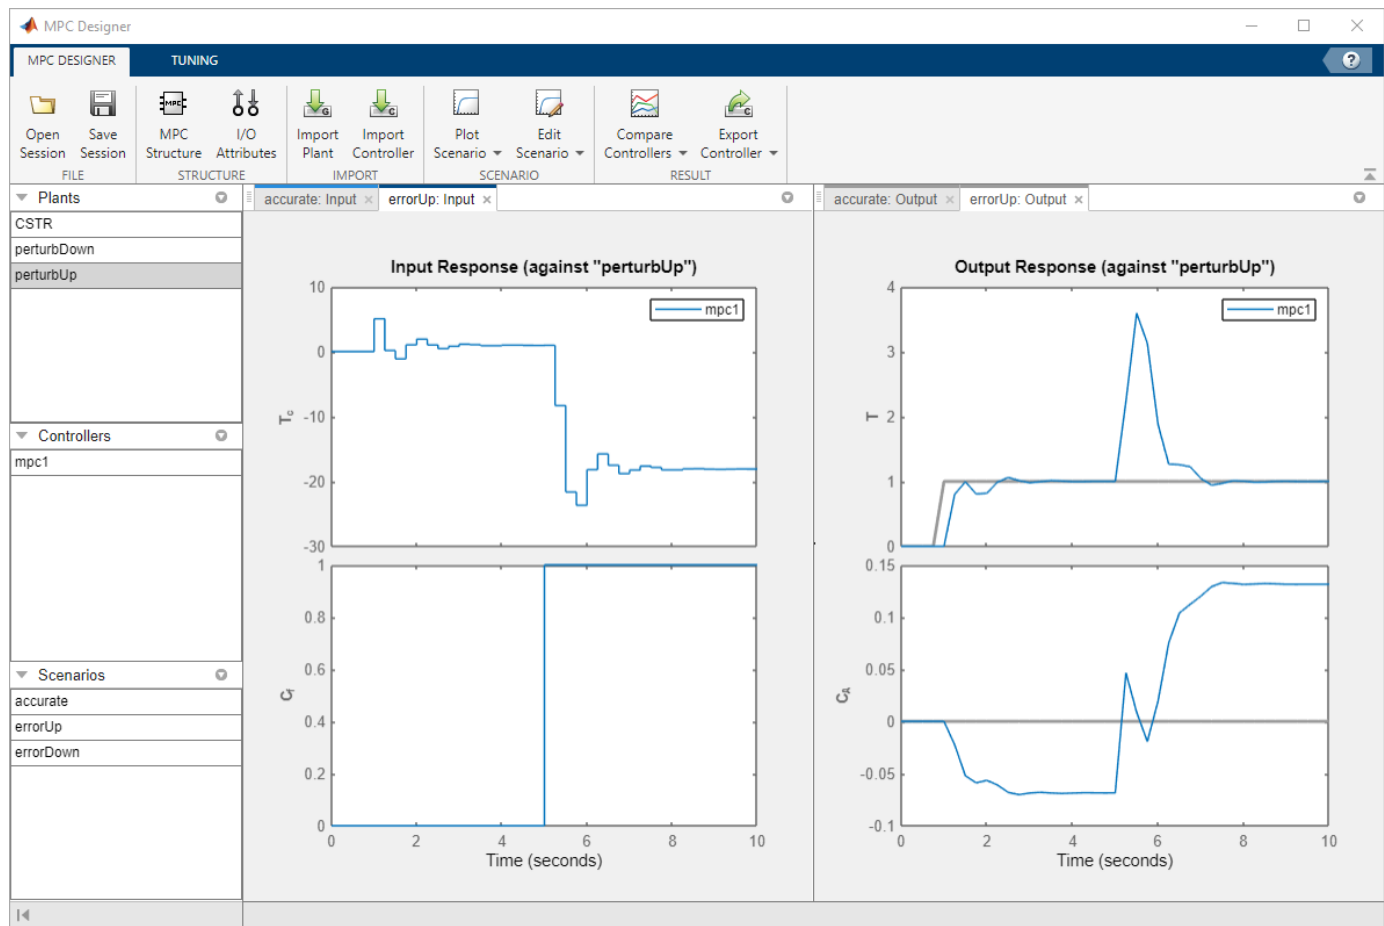 MPC Designer
MPC DESIGNER TUNING ?
MPC G C C
Open Save MPC I/O Import Import Plot Edit Compare Export
Session Session Structure Attributes Plant Controller Scenario Scenario Controllers Controller
FILE STRUCTURE IMPORT SCENARIO RESULT
Plants
CSTR
perturbDown
perturbUp
Controllers
mpc1
Scenarios
accurate
errorUp
errorDown
accurate: Input errorUp: Input
Input Response (against "perturbUp")
mpc1
10
0
-10
-20
-30
Tc
1
0.8
0.6
0.4
0.2
0
Cf
0 2 4 6 8 10
Time (seconds)
accurate: Output errorUp: Output
Output Response (against "perturbUp")
mpc1
4
3
2
1
0
T
0.15
0.1
0.05
0
-0.05
-0.1
CA
0 2 4 6 8 10
Time (seconds)